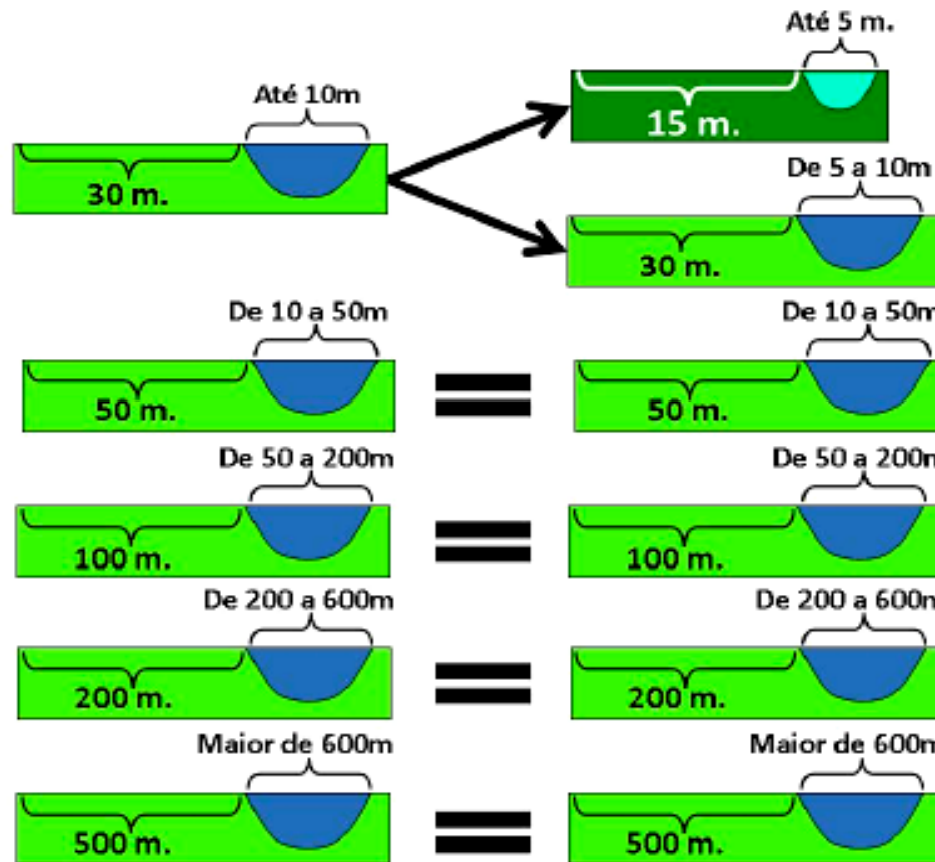 Até 5 m.
15 m.
Até 10m
30 m.
De 5 a 10m
30 m.
De 10 a 50m
50 m.
De 10 a 50m
50 m.
De 50 a 200m
100 m.
De 50 a 200m
100 m.
De 200 a 600m
200 m.
De 200 a 600m
200 m.
Maior de 600m
500 m.
Maior de 600m
500 m.